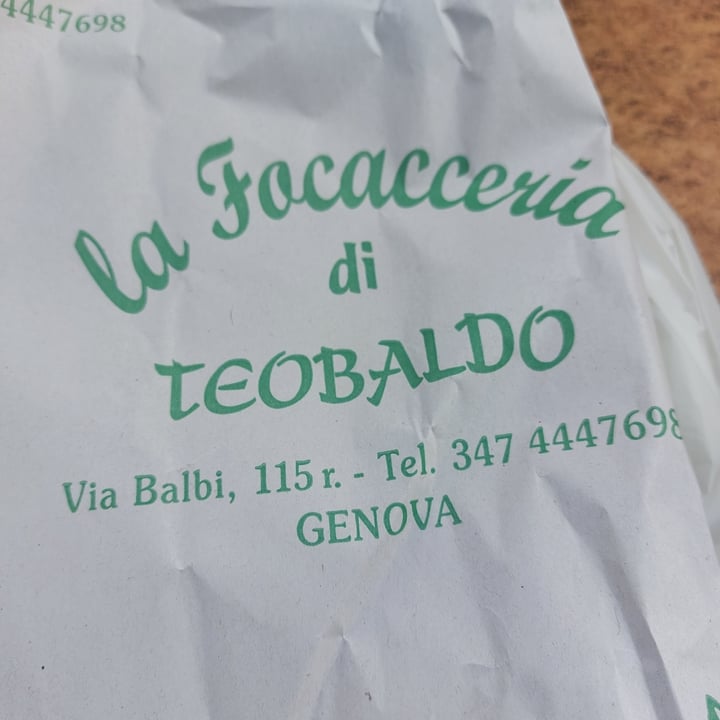 4447698
la Focacceria
di
TEOBALDO
Via Balbi, 115 r. - Tel. 347 4447698
GENOVA